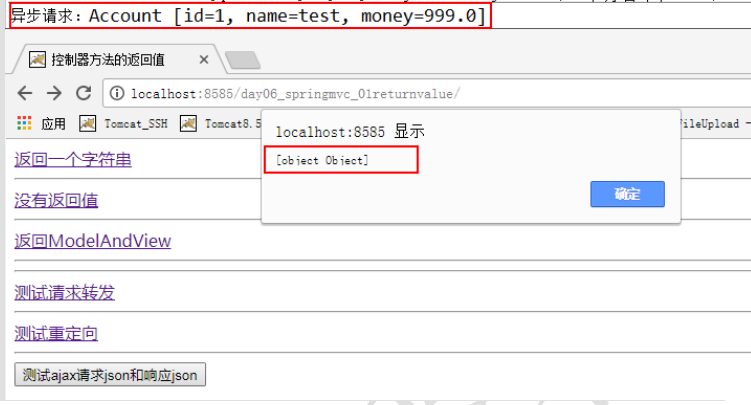 异步请求：Account [id=1, name=test, money=999.0]
控制器方法的返回值
localhost:8585/day06_springmvc_01returnvalue/
应用 Tomcat_SSH Tomcat8.5 FileUpload
localhost:8585 显示
[object Object]
确定
返回一个字符串
没有返回值
返回ModelAndView
测试请求转发
测试重定向
测试ajax请求json和响应json